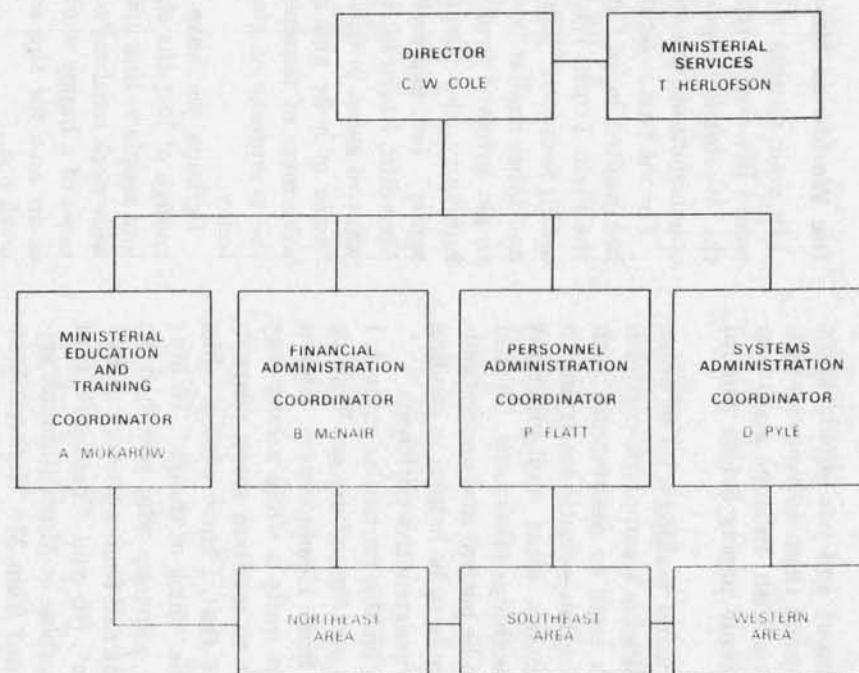 DIRECTOR
C. W. COLE
MINISTERIAL
SERVICES
T HERLOFSON
MINISTERIAL
EDUCATION
AND
TRAINING
COORDINATOR
A MOKAROW
FINANCIAL
ADMINISTRATION
COORDINATOR
B McNAIR
PERSONNEL
ADMINISTRATION
COORDINATOR
P FLATT
SYSTEMS
ADMINISTRATION
COORDINATOR
D PYLE
NORTHEAST
AREA
SOUTHEAST
AREA
WESTERN
AREA